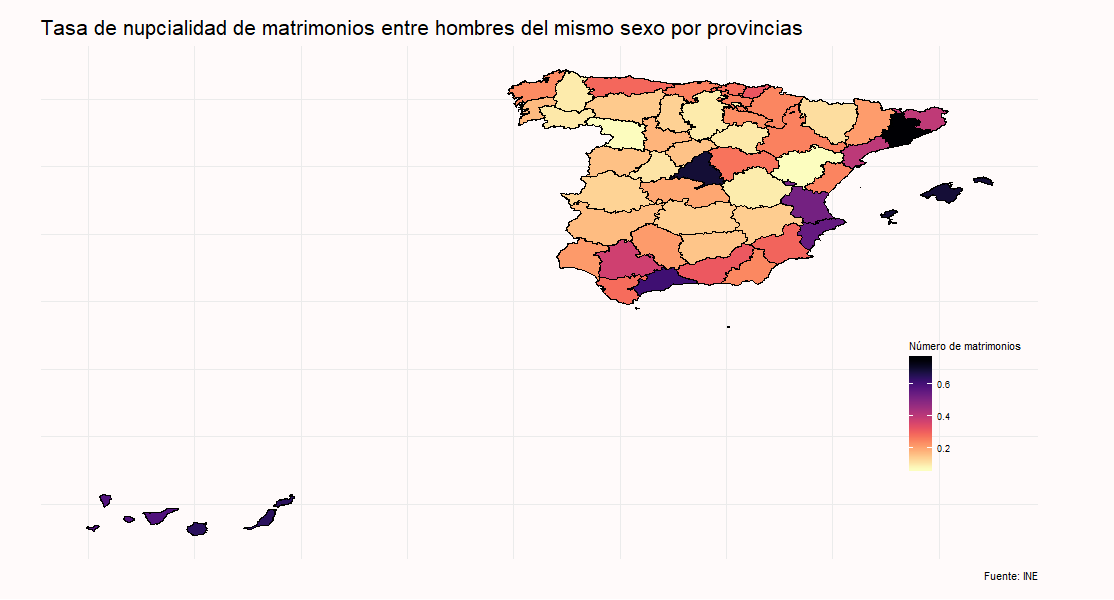 Tasa de nupcialidad de matrimonios entre hombres del mismo sexo por provincias
Número de matrimonios
0.6
0.4
0.2
Fuente: INE